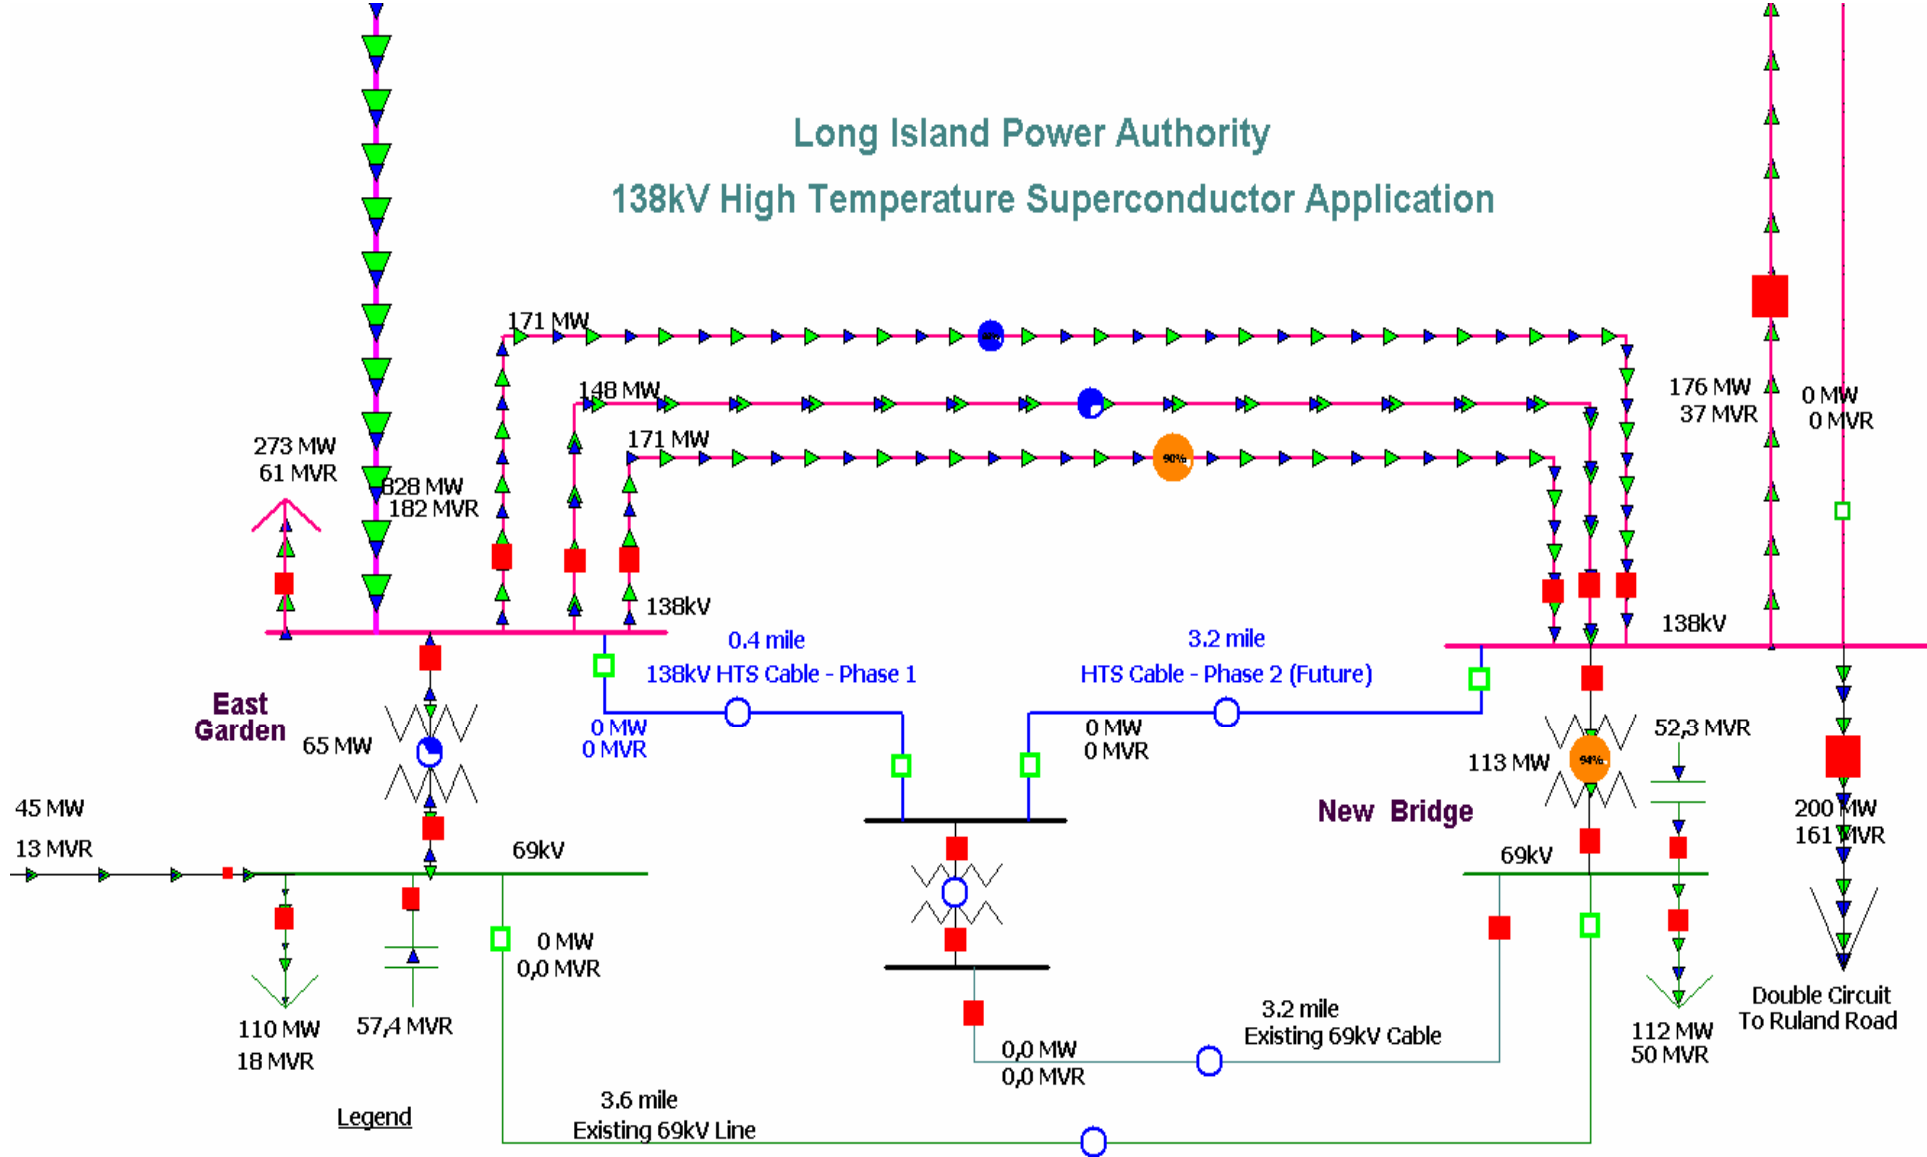 Long Island Power Authority
138kV High Temperature Superconductor Application
171 MW
148 MW
171 MW
90%
273 MW
61 MVR
828 MW
182 MVR
176 MW
37 MVR
0 MW
0 MVR
138kV
138kV
0.4 mile
138kV HTS Cable - Phase 1
0 MW
0 MVR
3.2 mile
HTS Cable - Phase 2 (Future)
0 MW
0 MVR
East
Garden
65 MW
113 MW
94%
52,3 MVR
New Bridge
200 MW
161 MVR
45 MW
13 MVR
69kV
69kV
0 MW
0,0 MVR
110 MW
18 MVR
57,4 MVR
3.2 mile
Existing 69kV Cable
0,0 MW
0,0 MVR
112 MW
50 MVR
Double Circuit
To Ruland Road
Legend
3.6 mile
Existing 69kV Line